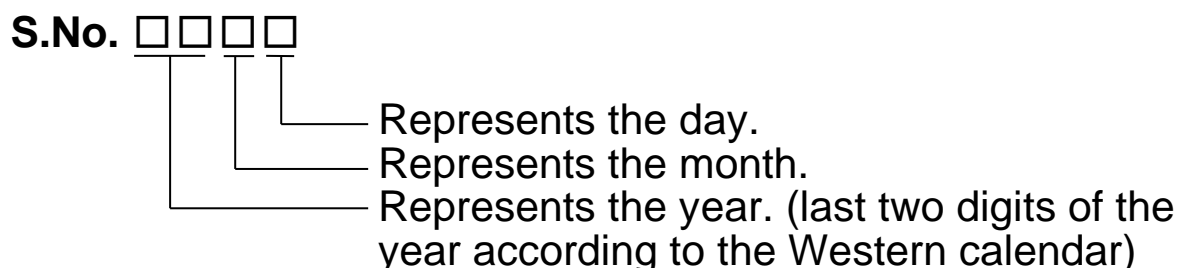 S.No. □□□□
Represents the day.
Represents the month.
Represents the year. (last two digits of the
year according to the Western calendar)